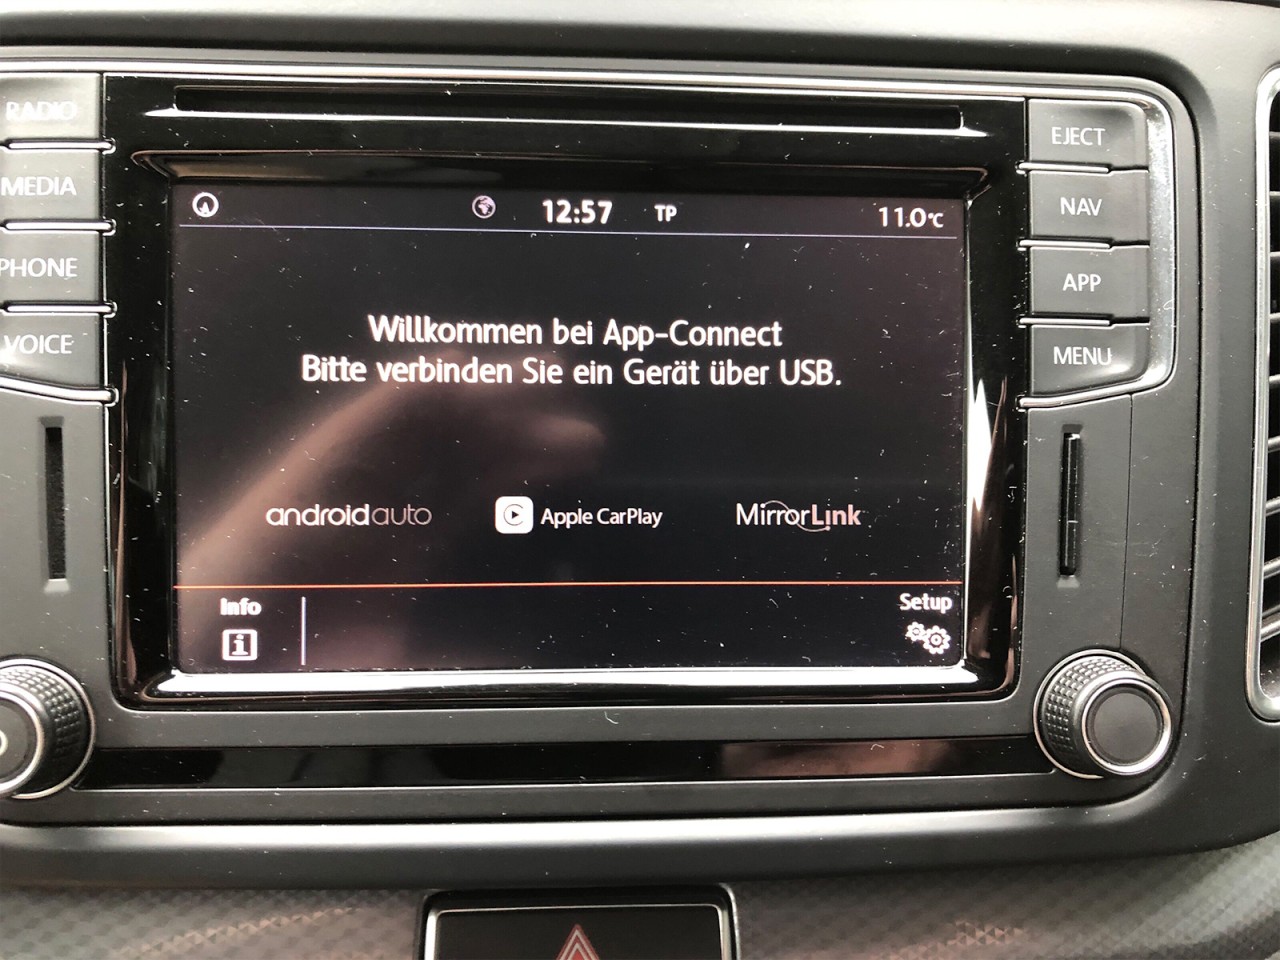 RADIO
MEDIA
PHONE
VOICE
12:57 TP 11.0°C
Willkommen bei App-Connect
Bitte verbinden Sie ein Gerät über USB.
androidauto Apple CarPlay MirrorLink
Info
Setup
EJECT
NAV
APP
MENU